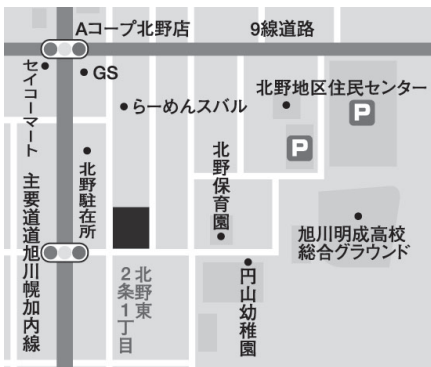 Aコープ北野店
9線道路
セイコーマート
GS
らーめんスバル
北野地区住民センター
P
P
北野駐在所
北野保育園
主要道道旭川幌加内線
旭川明成高校
総合グラウンド
北野東
2条1丁目
円山幼稚園